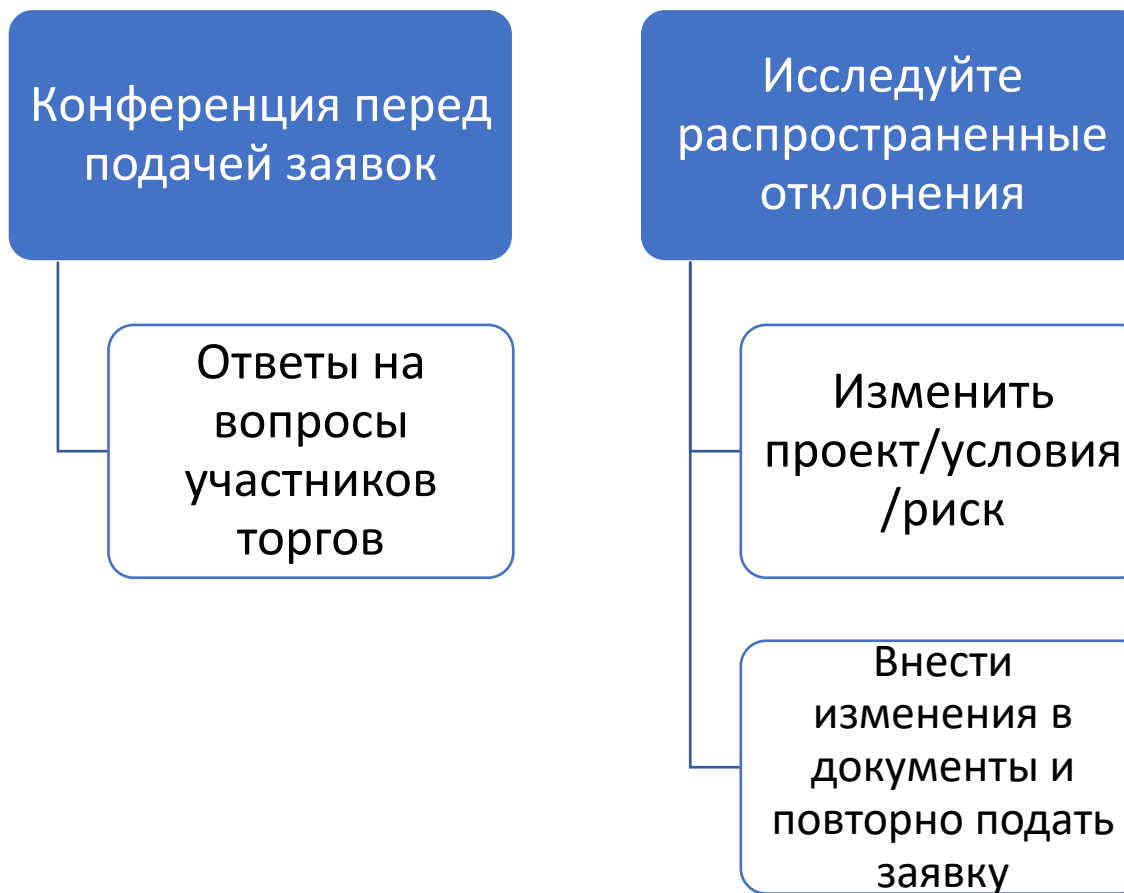 Конференция перед
подачей заявок
Ответы на
вопросы
участников
торгов
Исследуйте
распространенные
отклонения
Изменить
проект/условия
/риск
Внести
изменения в
документы и
повторно подать
заявку